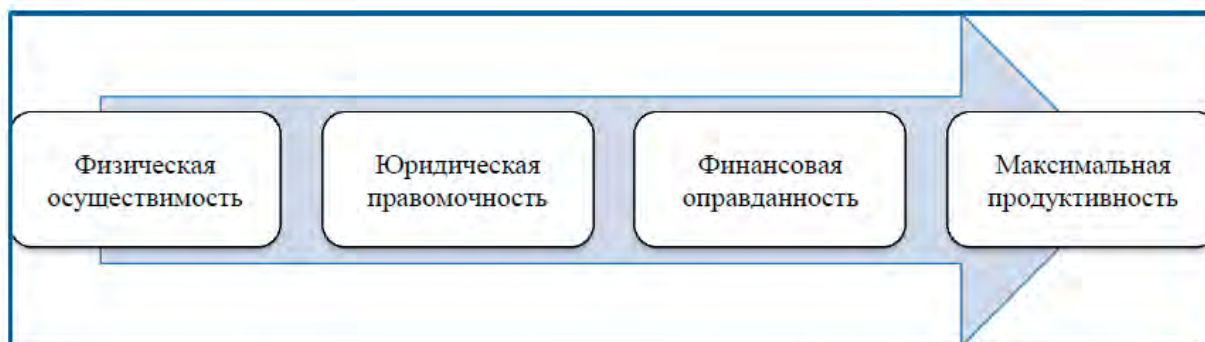 Физическая
осуществимость
Юридическая
правомочность
Финансовая
оправданность
Максимальная
продуктивность